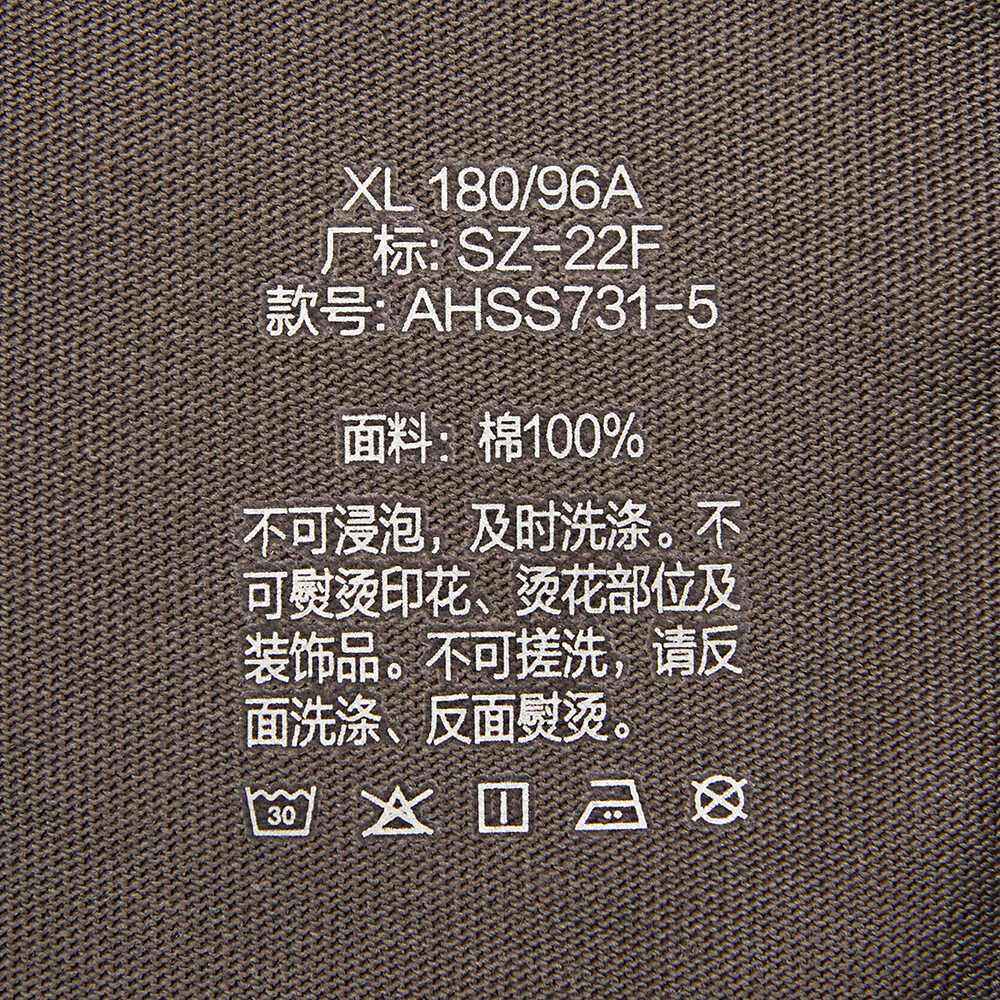 XL 180/96A
厂标: SZ-22F
款号: AHSS731-5
面料：棉100%
不可浸泡，及时洗涤。不
可熨烫印花、烫花部位及
装饰品。不可搓洗，请反
面洗涤、反面熨烫。
30